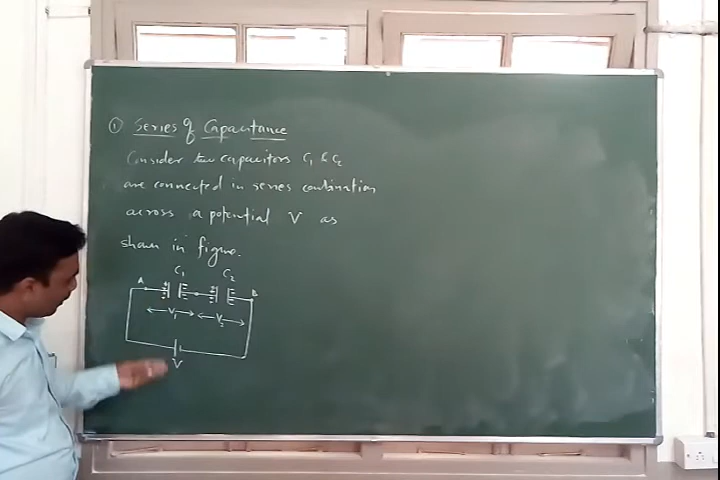 ① Series of Capacitance
Consider two capacitors C1 & C2
are connected in series combination
across a potential V as
shown in figure.
C1 C2
A B
V1 V2
V